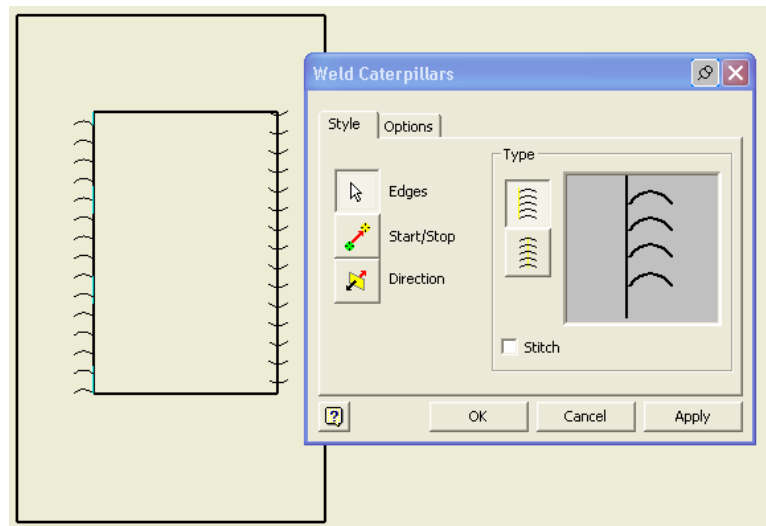 Weld Caterpillars
Style Options
Type
Edges
Start/Stop
Direction
Stitch
? OK Cancel Apply